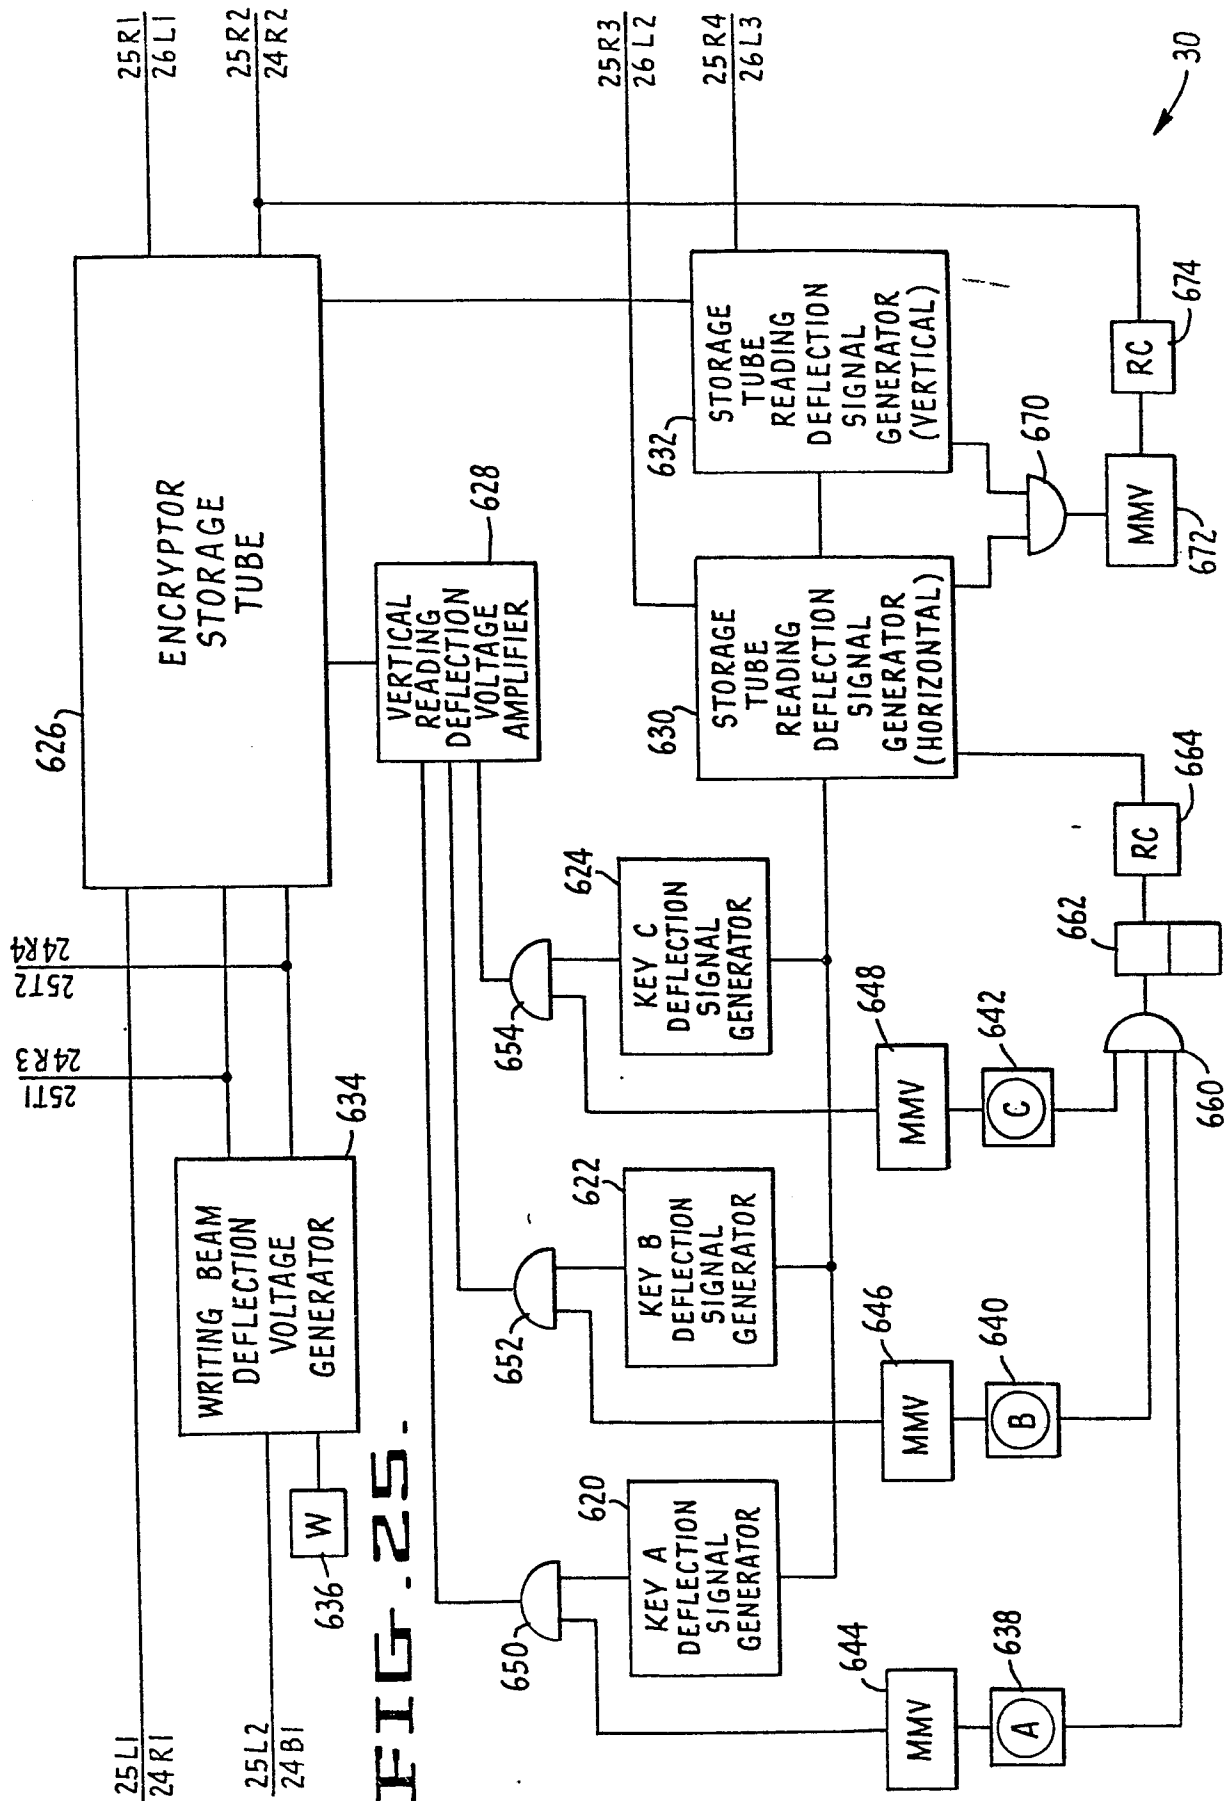 25L1
24R1
25L2
24B1
25T1
24R3
25T2
24R4
25R1
26L1
25R2
24R2
25R3
26L2
25R4
26L3
30
626
ENCRYPTOR
STORAGE
TUBE
634
WRITING BEAM
DEFLECTION
VOLTAGE
GENERATOR
W
636
628
VERTICAL
READING
DEFLECTION
VOLTAGE
AMPLIFIER
FIG.25.
650
652
654
620
KEY A
DEFLECTION
SIGNAL
GENERATOR
622
KEY B
DEFLECTION
SIGNAL
GENERATOR
624
KEY C
DEFLECTION
SIGNAL
GENERATOR
630
STORAGE
TUBE
READING
DEFLECTION
SIGNAL
GENERATOR
(HORIZONTAL)
632
STORAGE
TUBE
READING
DEFLECTION
SIGNAL
GENERATOR
(VERTICAL)
644
MMV
638
A
646
MMV
640
B
648
MMV
642
C
660
662
RC
664
670
MMV
672
RC
674